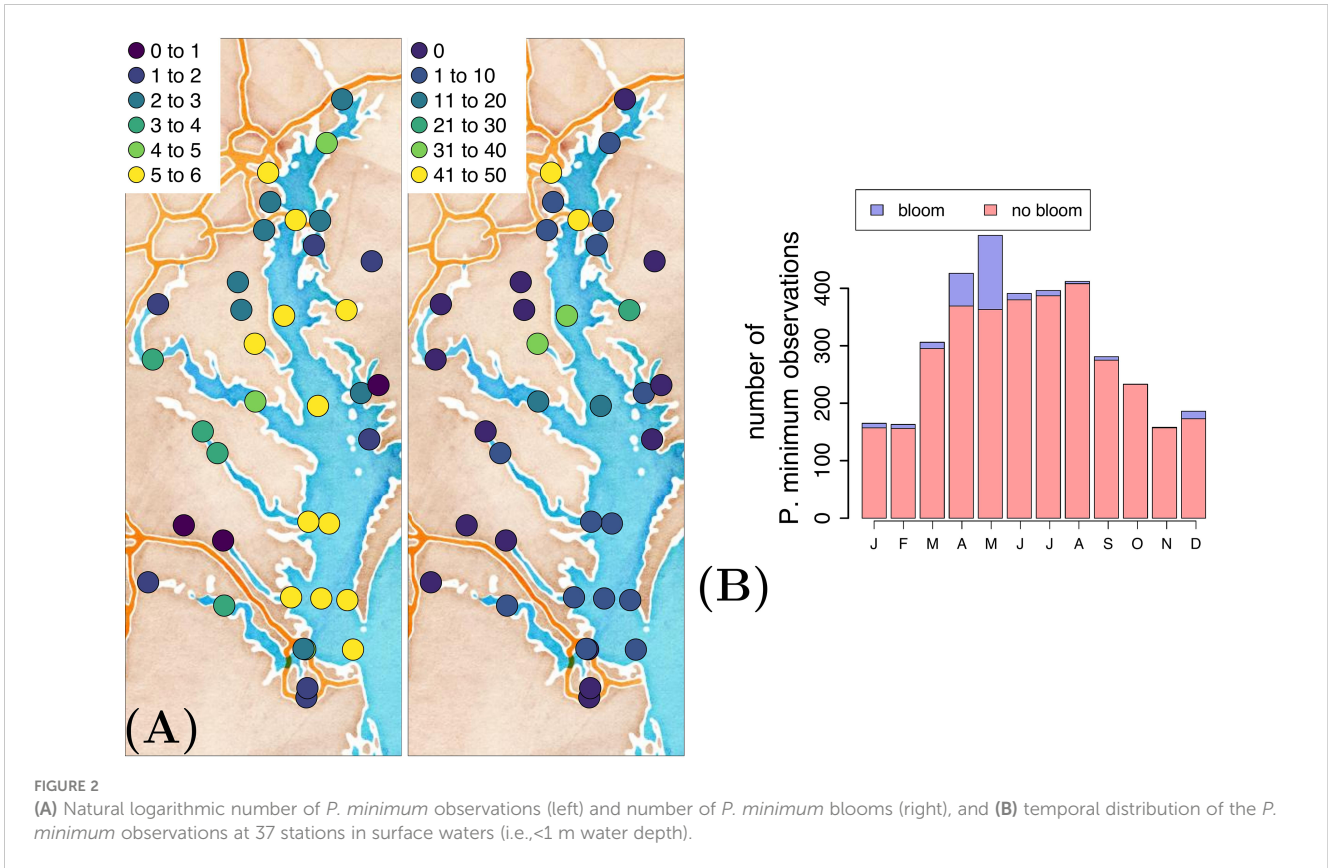 0 to 1
1 to 2
2 to 3
3 to 4
4 to 5
5 to 6
0
1 to 10
11 to 20
21 to 30
31 to 40
41 to 50
(A)
(B)
bloom
no bloom
number of
P. minimum observations
400
300
200
100
0
J F M A M J J A S O N D
FIGURE 2
(A) Natural logarithmic number of P. minimum observations (left) and number of P. minimum blooms (right), and (B) temporal distribution of the P.
minimum observations at 37 stations in surface waters (i.e.,<1 m water depth).